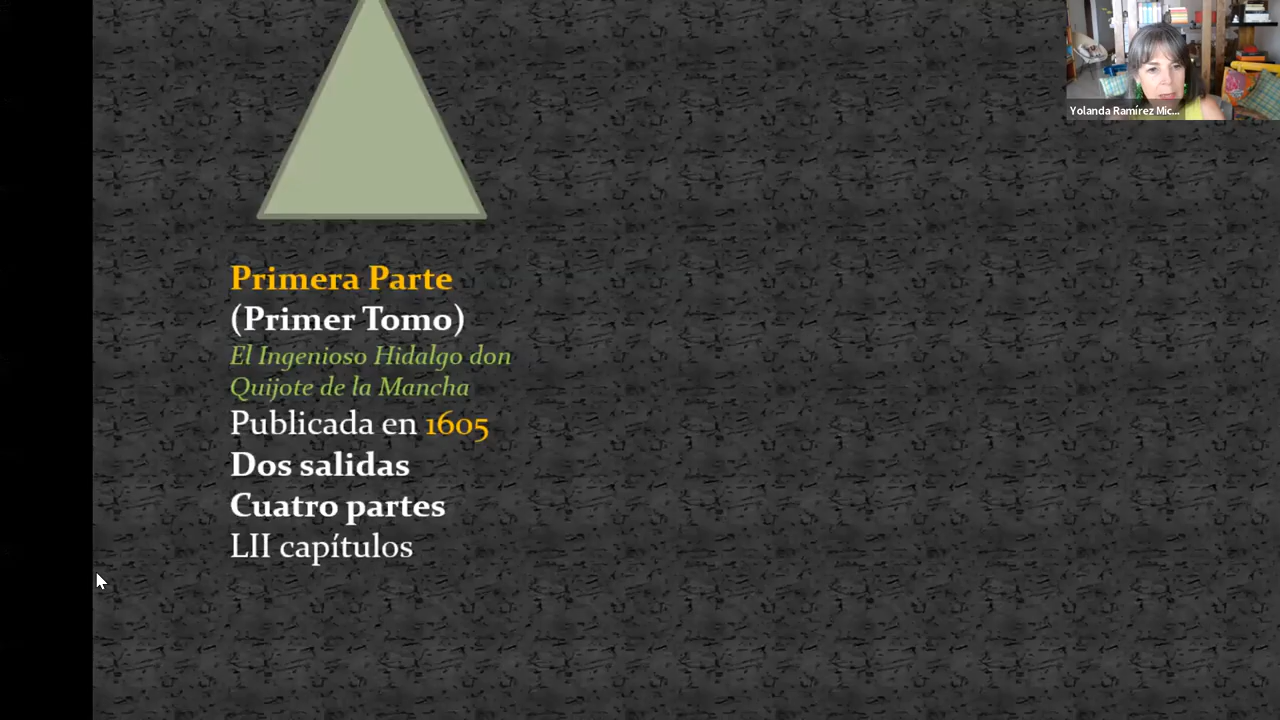 Yolanda Ramírez Mic...
Primera Parte
(Primer Tomo)
El Ingenioso Hidalgo don
Quijote de la Mancha
Publicada en 1605
Dos salidas
Cuatro partes
LII capítulos